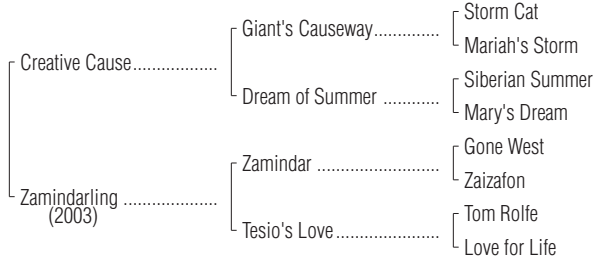 Storm Cat
Giant's Causeway..............
Mariah's Storm
Creative Cause..................
Siberian Summer
Dream of Summer ............
Mary's Dream
Gone West
Zamindar ..........................
Zaizafon
Zamindarling ....................
(2003)
Tom Rolfe
Tesio's Love......................
Love for Life